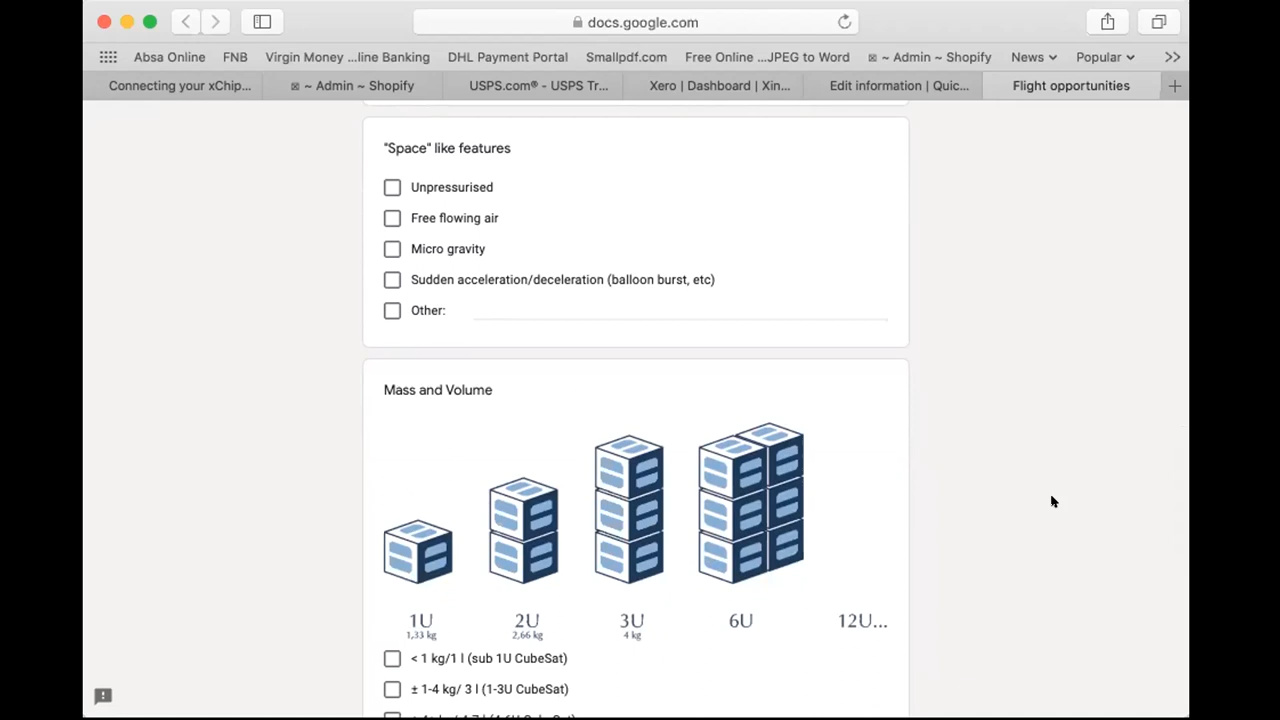 docs.google.com
Absa Online FNB Virgin Money ...line Banking DHL Payment Portal Smallpdf.com Free Online ...JPEG to Word ~ Admin ~ Shopify News Popular
Connecting your xChip... ~ Admin ~ Shopify USPS.com® - USPS Tr... Xero | Dashboard | Xin... Edit information | Quic... Flight opportunities
"Space" like features
Unpressurised
Free flowing air
Micro gravity
Sudden acceleration/deceleration (balloon burst, etc)
Other:
Mass and Volume
1U 2U 3U 6U 12U...
1,33 kg 2,66 kg 4 kg
< 1 kg/1 l (sub 1U CubeSat)
± 1-4 kg/ 3 l (1-3U CubeSat)